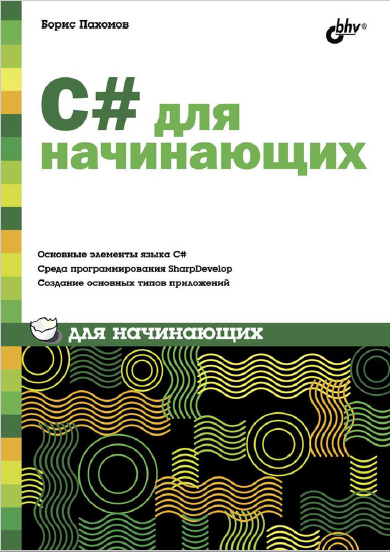 Борис Пахомов
bhv®
C# для
начинающих
Основные элементы языка C#
Среда программирования SharpDevelop
Создание основных типов приложений
для начинающих